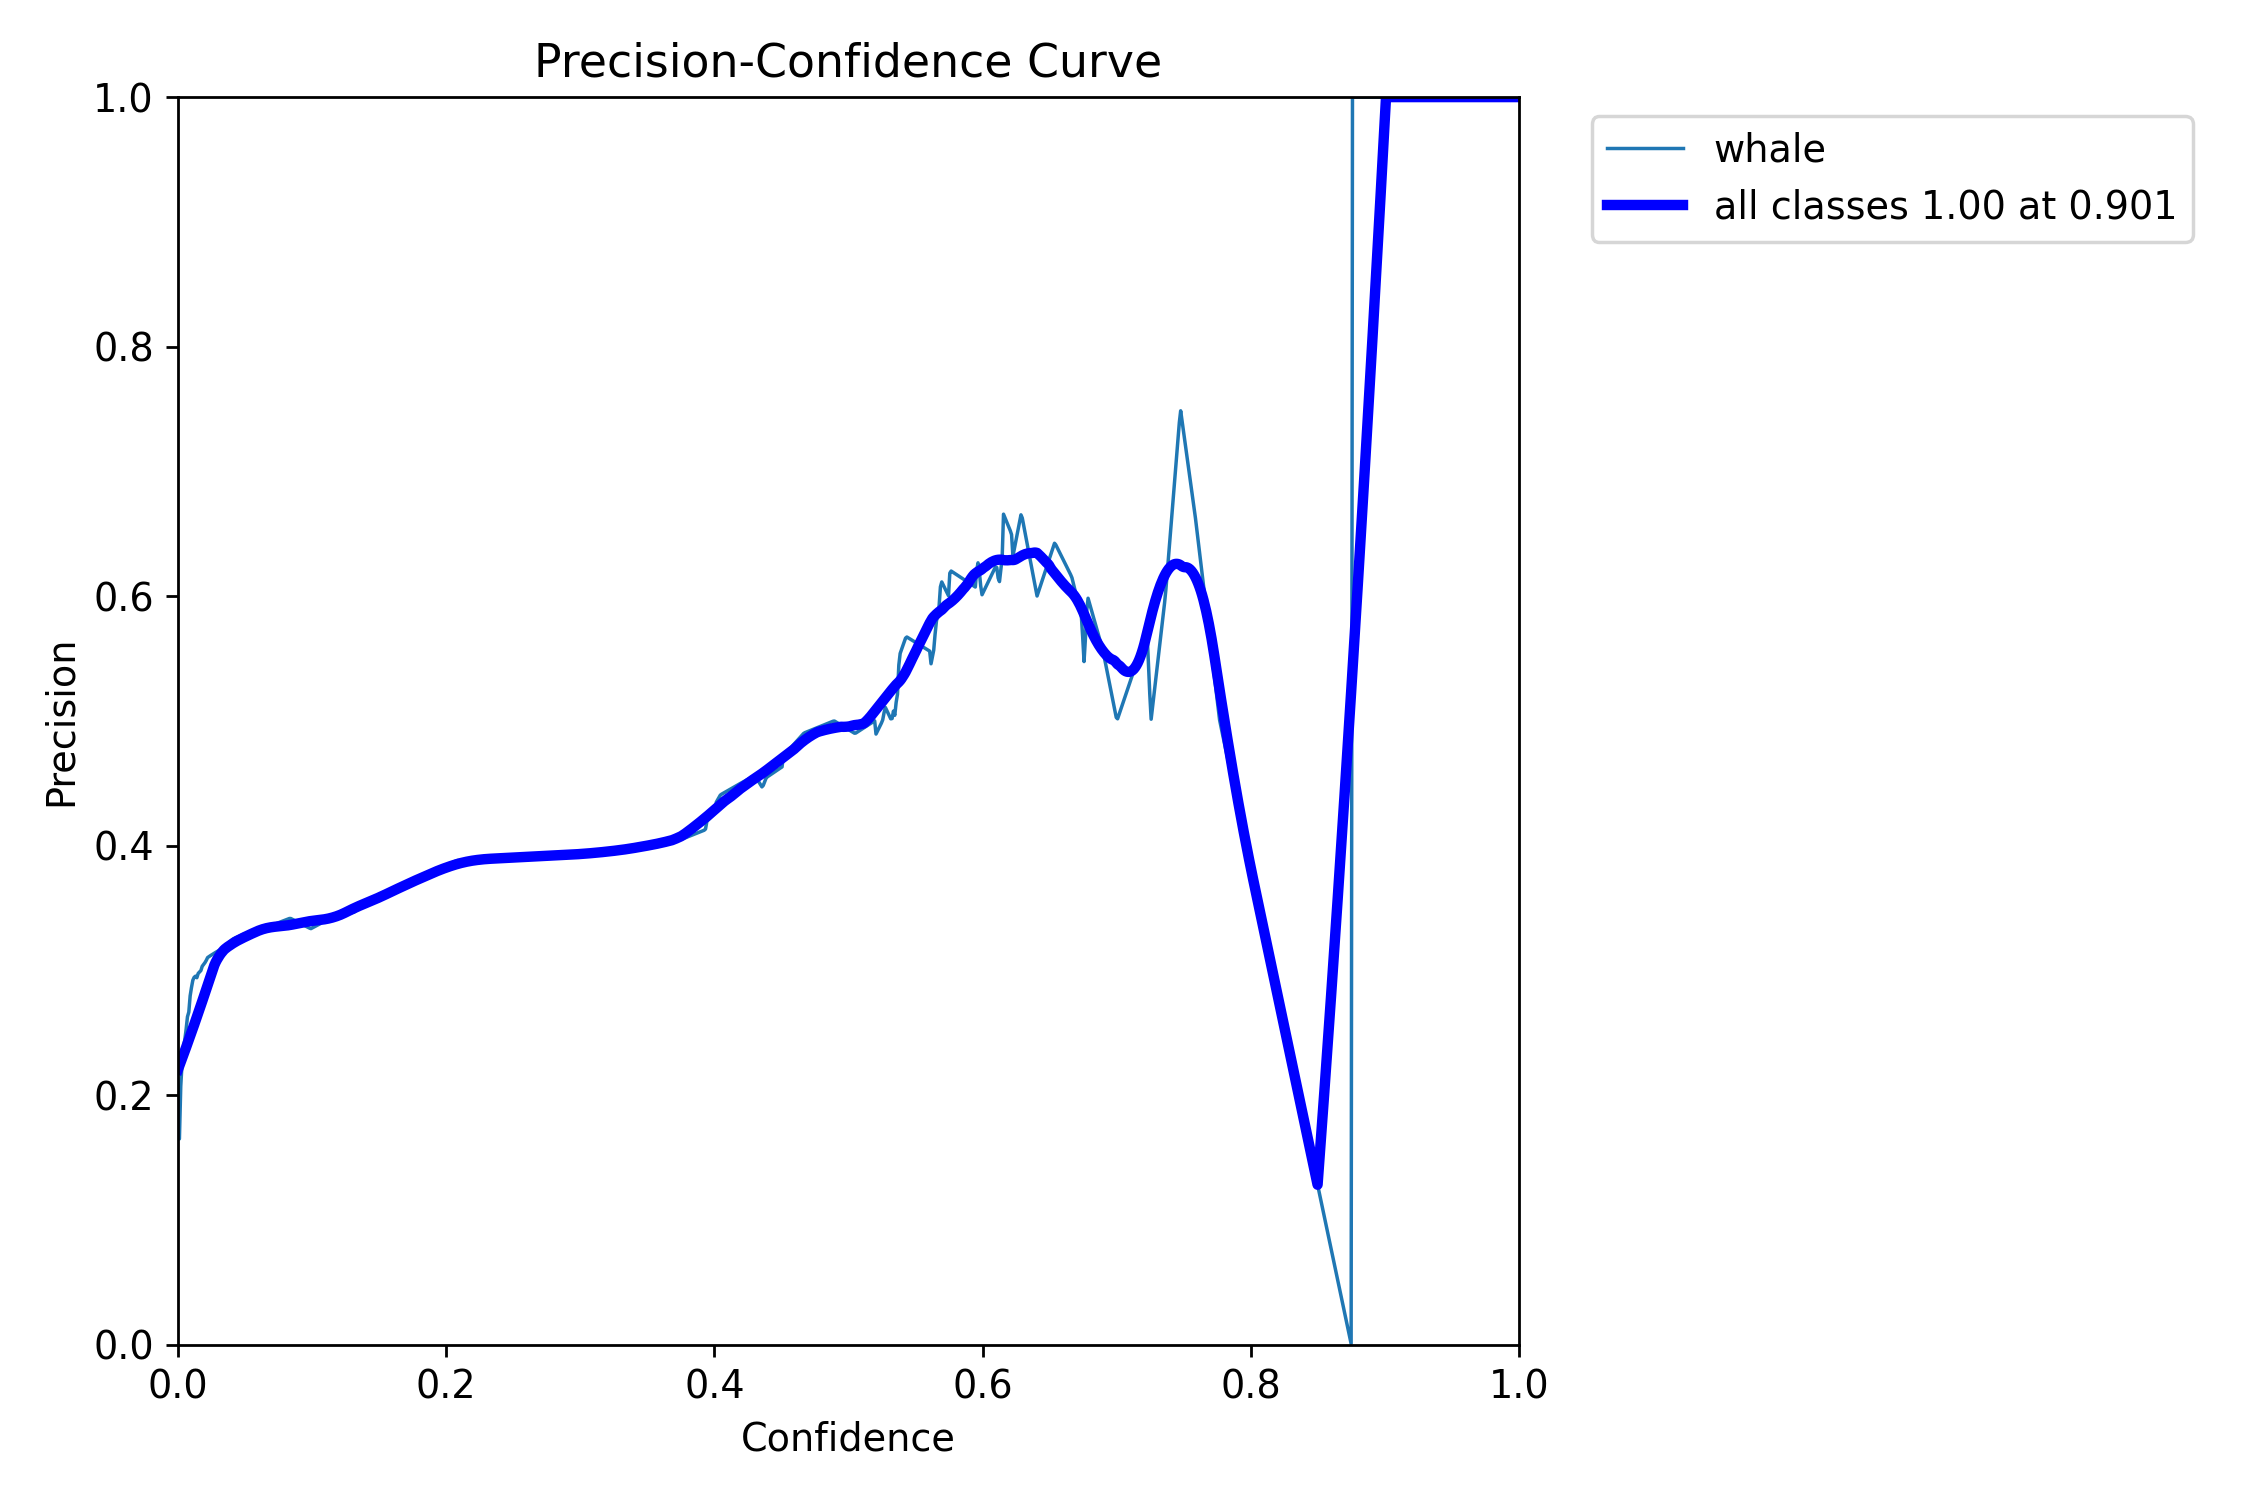 Precision-Confidence Curve
whale
all classes 1.00 at 0.901
Precision
1.0
0.8
0.6
0.4
0.2
0.0
0.0 0.2 0.4 0.6 0.8 1.0
Confidence